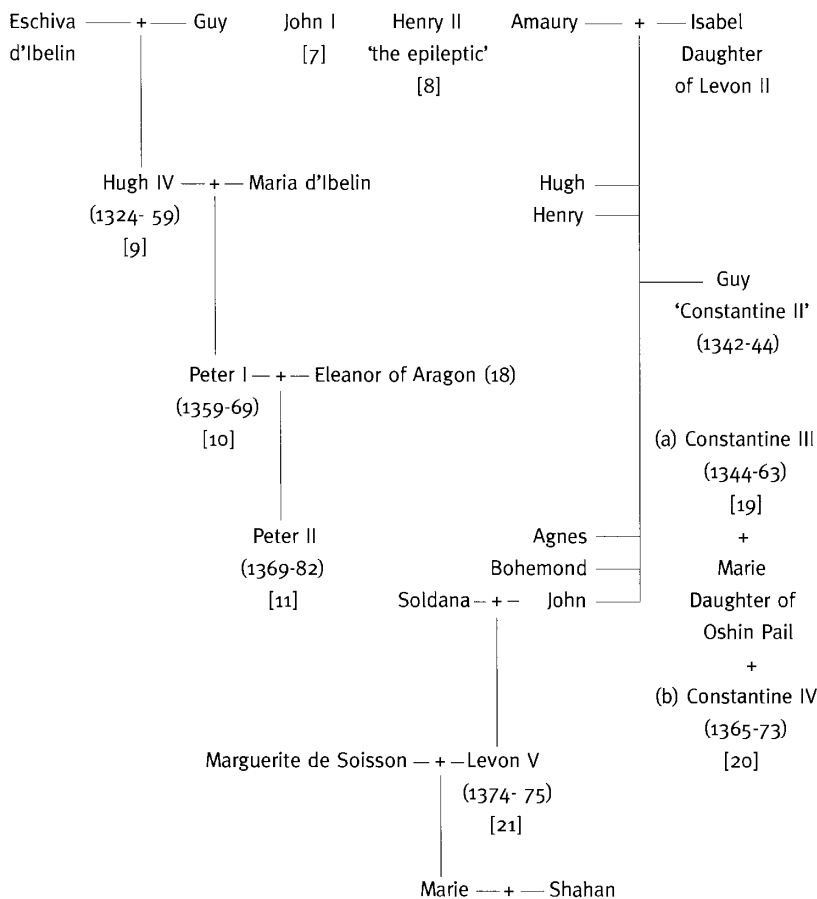 Eschiva + Guy John I Henry II Amaury + Isabel
d'Ibelin [7] 'the epileptic' Daughter
[8] of Levon II
Hugh IV + Maria d'Ibelin Hugh
(1324- 59) Henry
[9]
Guy
'Constantine II'
(1342-44)
Peter I + Eleanor of Aragon (18)
(1359-69)
[10]
(a) Constantine III
(1344-63)
[19]
Peter II Agnes +
(1369-82) Bohemond Marie
[11] Soldana + John Daughter of
Oshin Pail
+
(b) Constantine IV
(1365-73)
[20]
Marguerite de Soisson + Levon V
(1374- 75)
[21]
Marie + Shahan